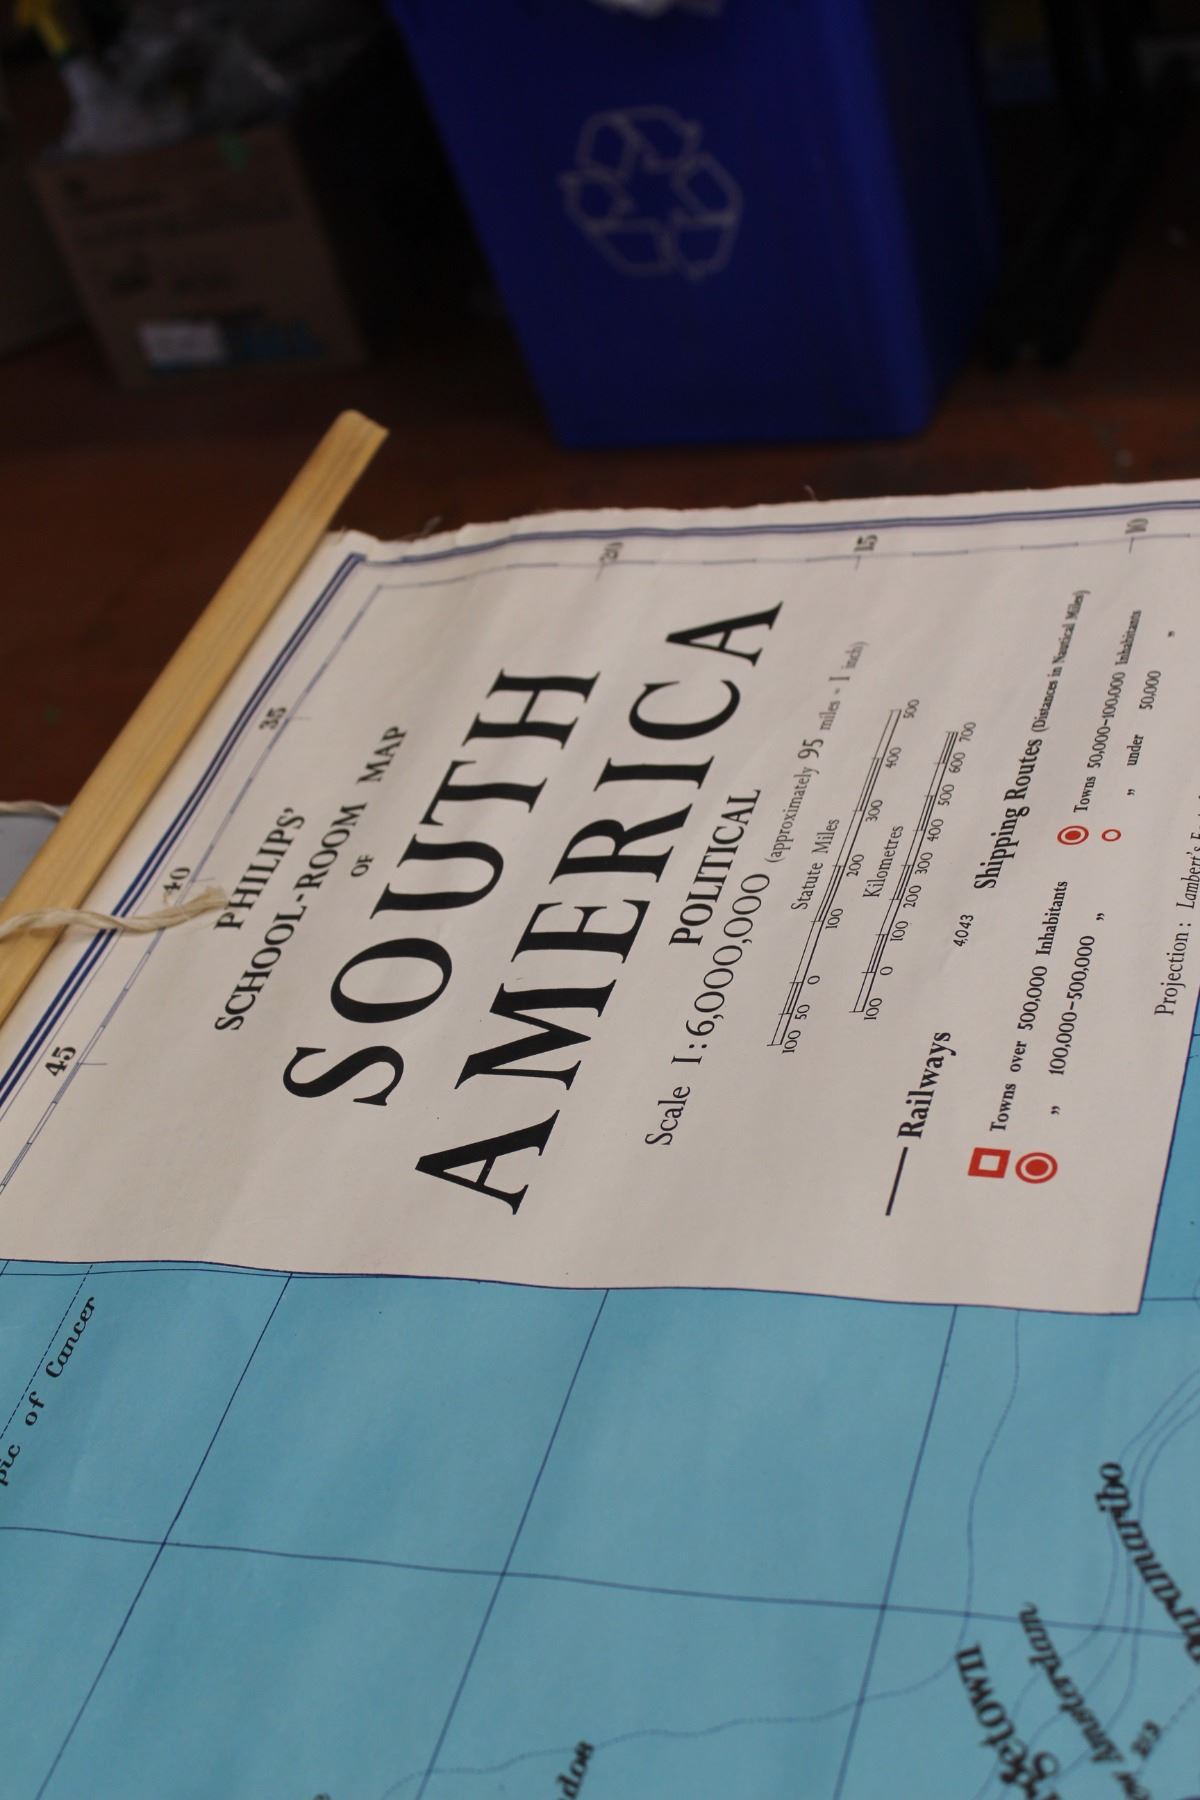 PHILIPS'
SCHOOL-ROOM MAP
OF
SOUTH
AMERICA
POLITICAL
Scale 1:6,000,000 (approximately 95 miles = 1 inch)
Statute Miles
100 50 0 100 200 300 400 500
Kilometres
100 0 100 200 300 400 500 600 700
Railways 4,043 Shipping Routes (Distances in Nautical Miles)
Towns over 500,000 Inhabitants Towns 50,000-100,000 Inhabitants
„ 100,000-500,000 „ „ under 50,000 „
Projection: Lambert's
45
40
35
20
15
10
of Cancer
Paramaribo
Amsterdam